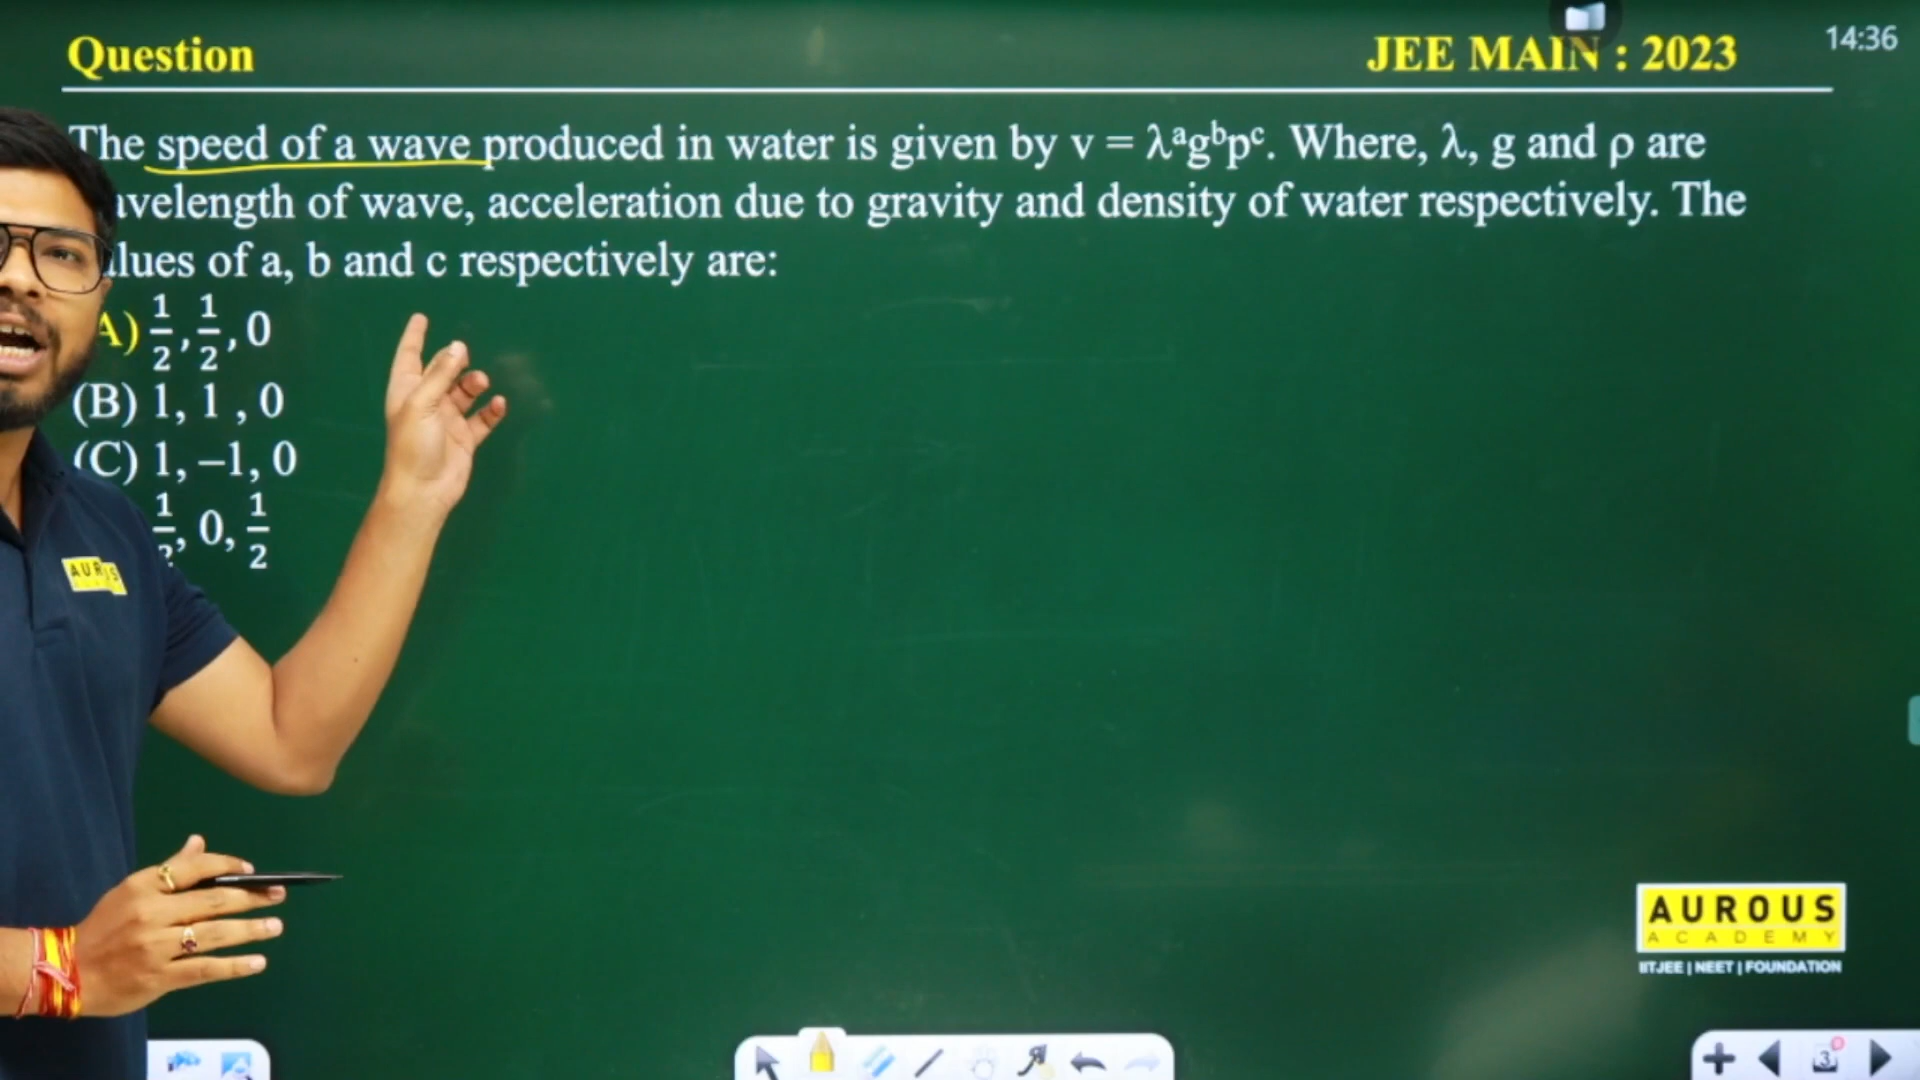 Question
JEE MAIN : 2023
14:36
The speed of a wave produced in water is given by v = λᵃgᵇpᶜ. Where, λ, g and ρ are
avelength of wave, acceleration due to gravity and density of water respectively. The
alues of a, b and c respectively are:
A) 1/2, 1/2, 0
(B) 1, 1 , 0
(C) 1, –1, 0
1/2, 0, 1/2
AUROUS
ACADEMY
IITJEE | NEET | FOUNDATION
3